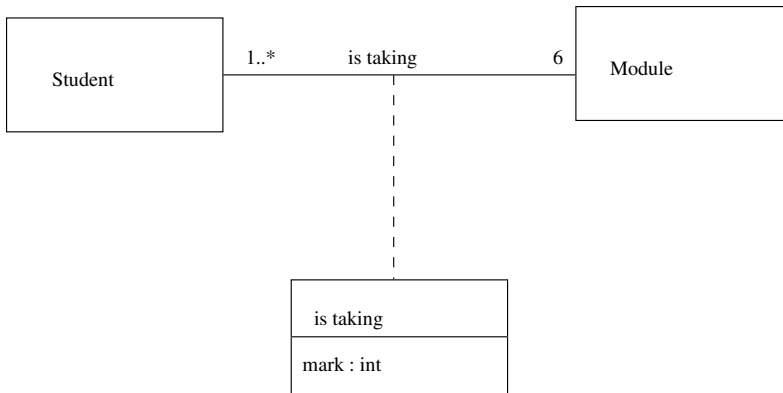 1..* is taking 6
Student
Module
is taking
mark : int